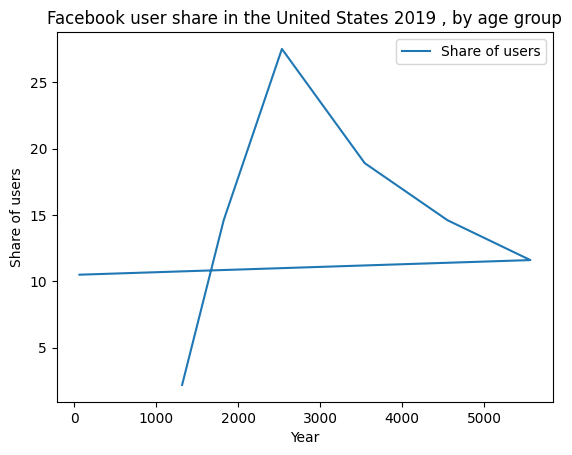 Facebook user share in the United States 2019 , by age group
Share of users
Share of users
25
20
15
10
5
0
1000
2000
3000
4000
5000
Year